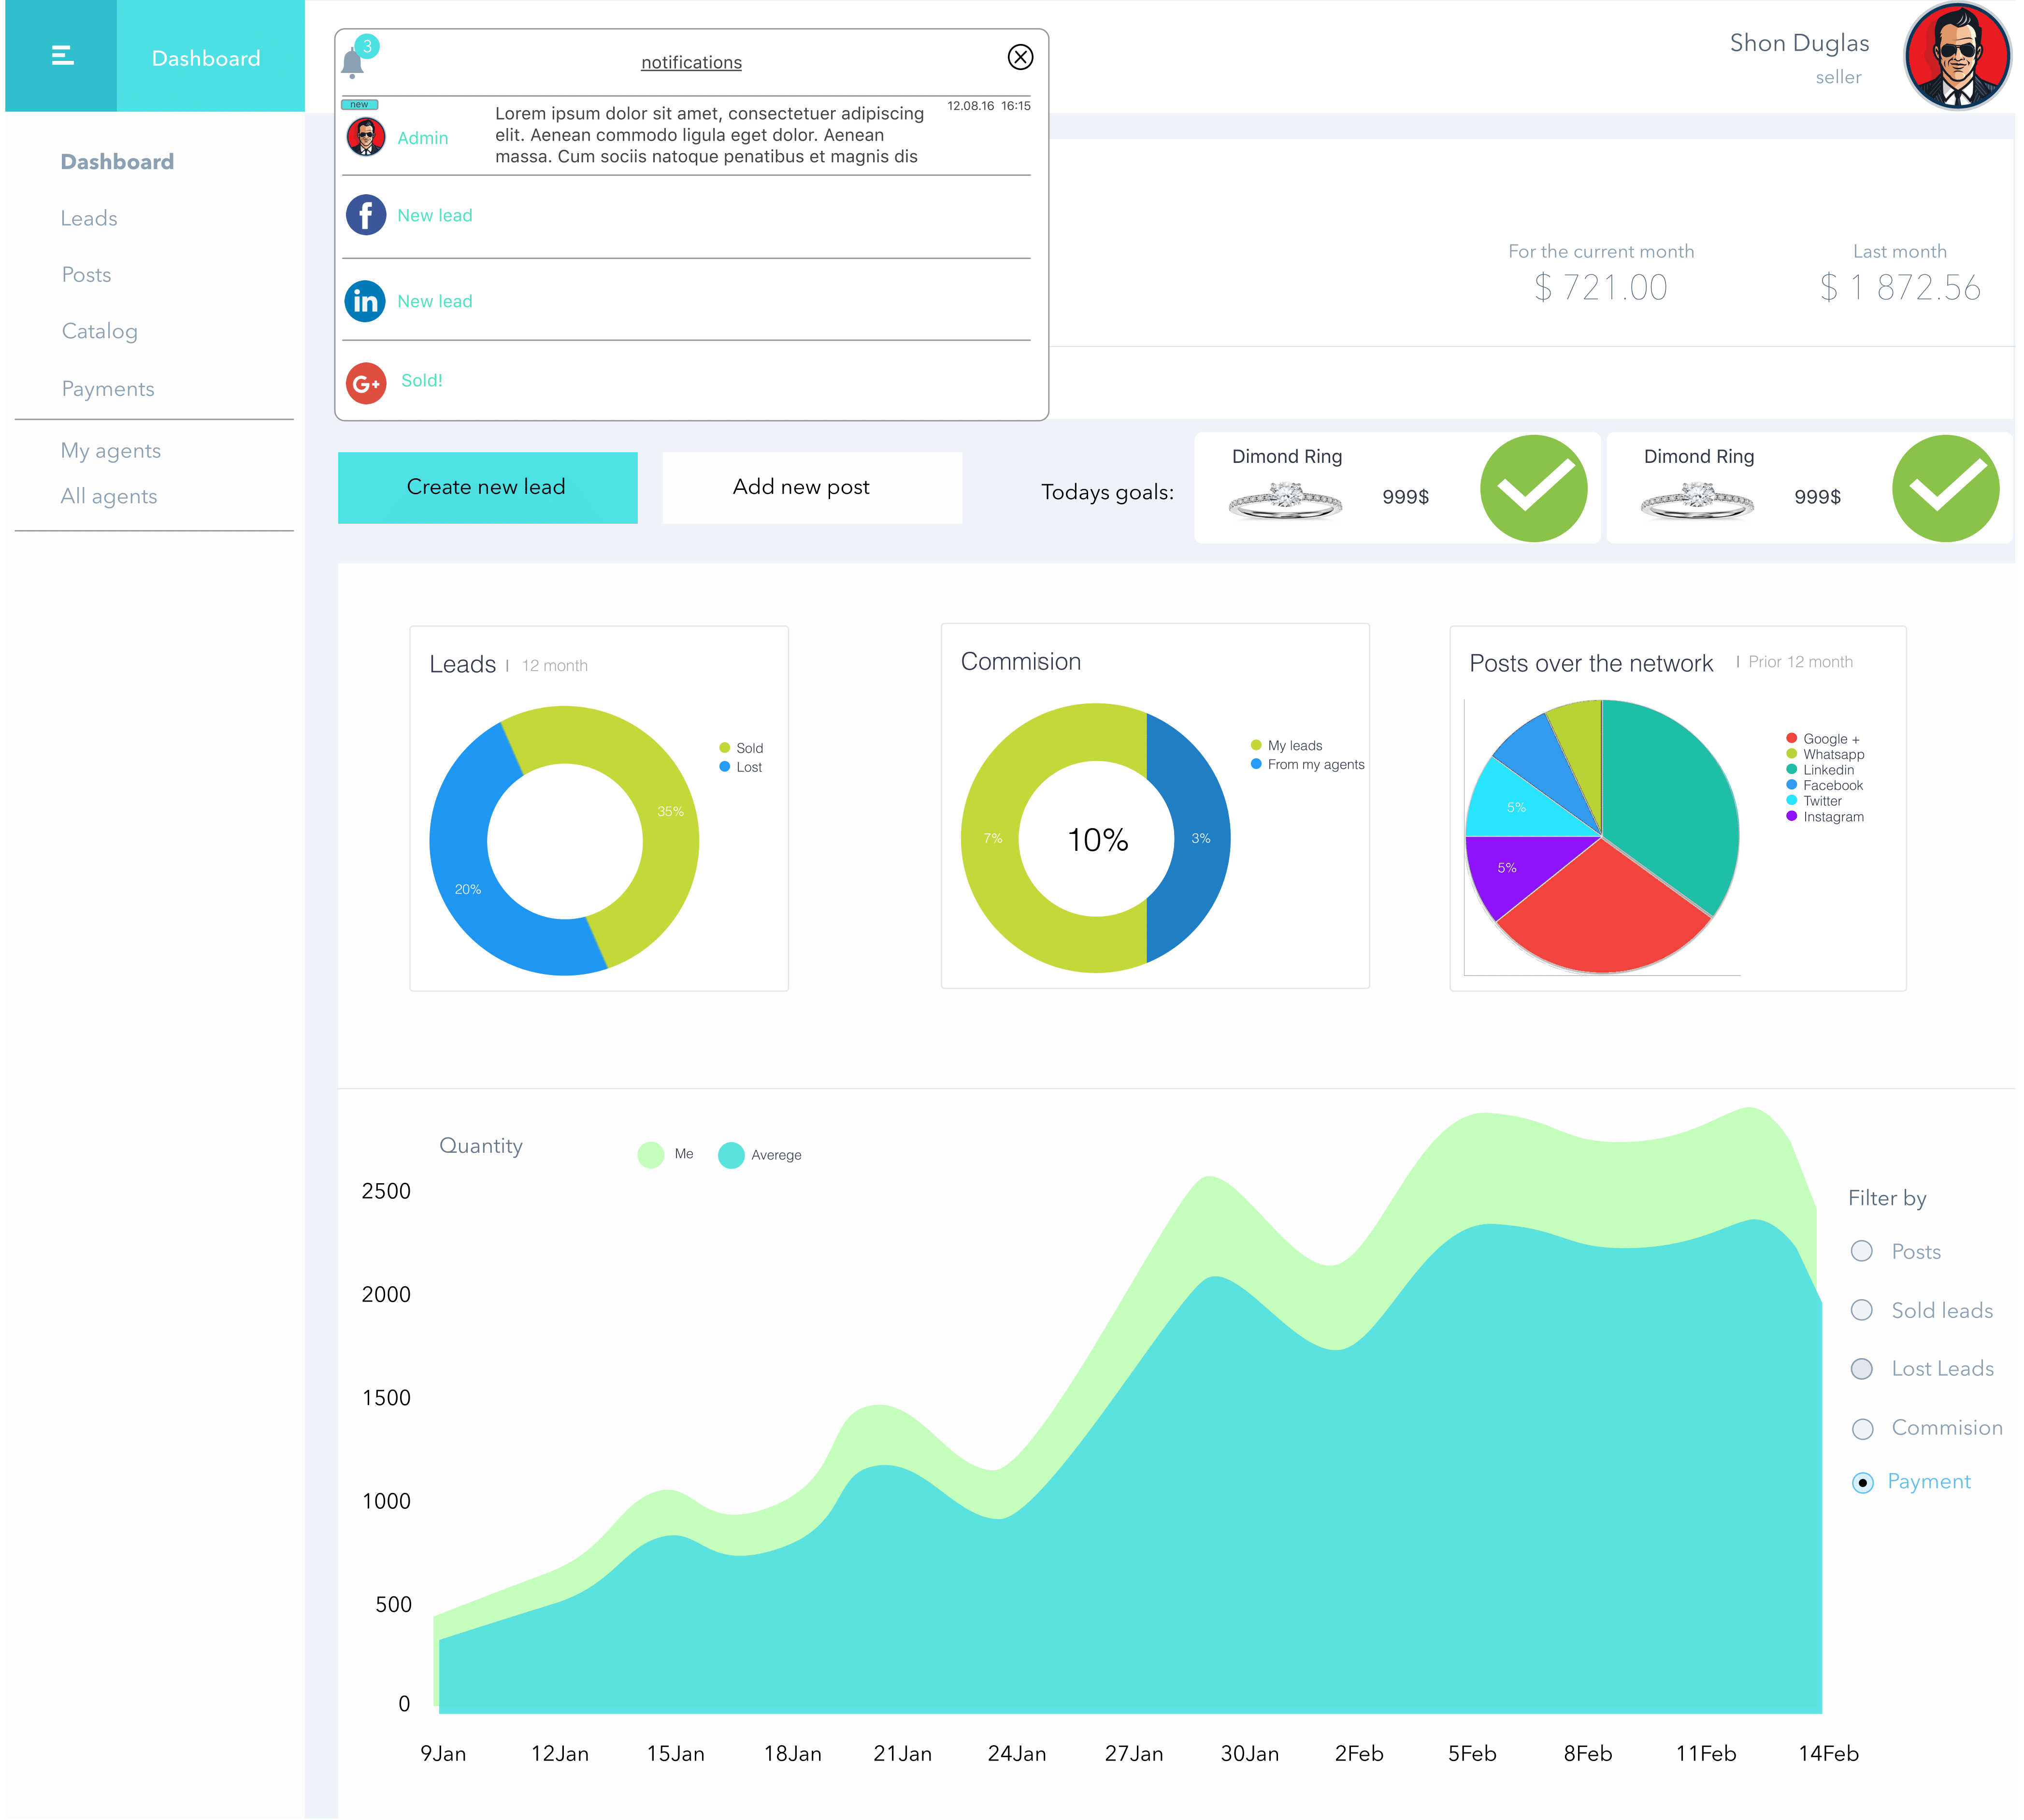 Dashboard
Dashboard
Leads
Posts
Catalog
Payments
My agents
All agents
3
notifications
new
Admin
Lorem ipsum dolor sit amet, consectetuer adipiscing
elit. Aenean commodo ligula eget dolor. Aenean
massa. Cum sociis natoque penatibus et magnis dis
12.08.16 16:15
f
New lead
in
New lead
G+
Sold!
Shon Duglas
seller
For the current month
$ 721.00
Last month
$ 1 872.56
Create new lead
Add new post
Todays goals:
Dimond Ring
999$
Dimond Ring
999$
Leads | 12 month
Sold
Lost
35%
20%
Commision
My leads
From my agents
7%
10%
3%
Posts over the network | Prior 12 month
Google +
Whatsapp
Linkedin
Facebook
Twitter
Instagram
5%
5%
Quantity
Me
Averege
2500
2000
1500
1000
500
0
9Jan 12Jan 15Jan 18Jan 21Jan 24Jan 27Jan 30Jan 2Feb 5Feb 8Feb 11Feb 14Feb
Filter by
Posts
Sold leads
Lost Leads
Commision
Payment